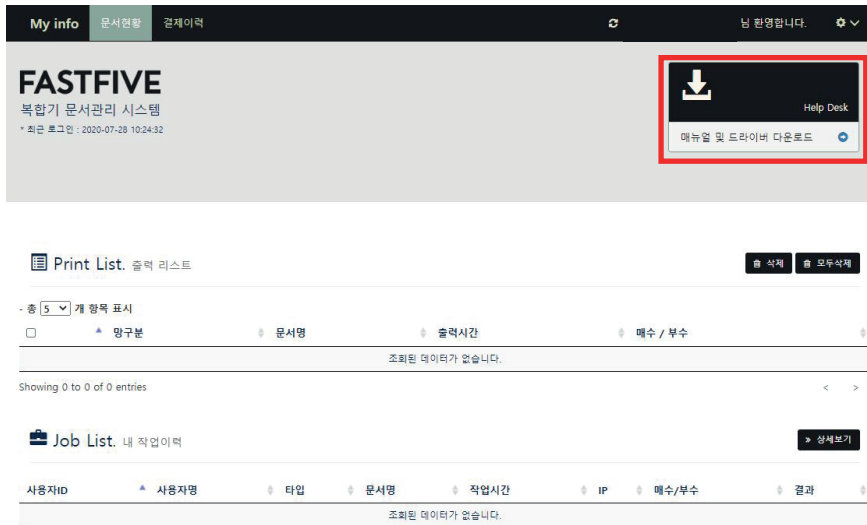 My info 문서현황 결제이력 님 환영합니다.
FASTFIVE
복합기 문서관리 시스템
* 최근 로그인 : 2020-07-28 10:24:32
Help Desk
매뉴얼 및 드라이버 다운로드
Print List. 출력 리스트
삭제 모두삭제
- 총 5 개 항목 표시
망구분 문서명 출력시간 매수 / 부수
조회된 데이터가 없습니다.
Showing 0 to 0 of 0 entries < >
Job List. 내 작업이력
» 상세보기
사용자ID 사용자명 타입 문서명 작업시간 IP 매수/부수 결과
조회된 데이터가 없습니다.